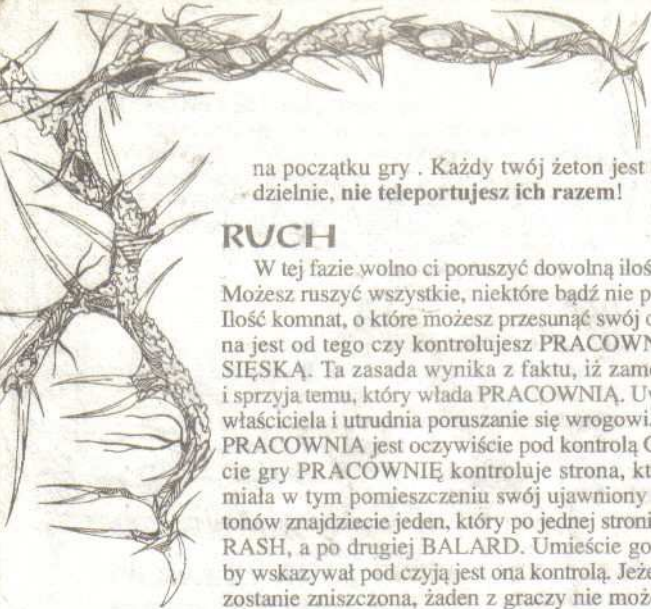 na początku gry . Każdy twój żeton jest
dzielnie, nie teleportujesz ich razem!
RUCH
W tej fazie wolno ci poruszyć dowolną iloś
Możesz ruszyć wszystkie, niektóre bądź nie p
Ilość komnat, o które możesz przesunąć swój o
na jest od tego czy kontrolujesz PRACOWN
SIĘSKĄ. Ta zasada wynika z faktu, iż zam
i sprzyja temu, który włada PRACOWNIĄ. U
właściciela i utrudnia poruszanie się wrogowi.
PRACOWNIA jest oczywiście pod kontrolą
cie gry PRACOWNIĘ kontroluje strona, kt
miała w tym pomieszczeniu swój ujawniony
tonów znajdziecie jeden, który po jednej stroni
RASH, a po drugiej BALARD. Umieście go
by wskazywał pod czyją jest ona kontrolą. Jeże
zostanie zniszczona, żaden z graczy nie moż